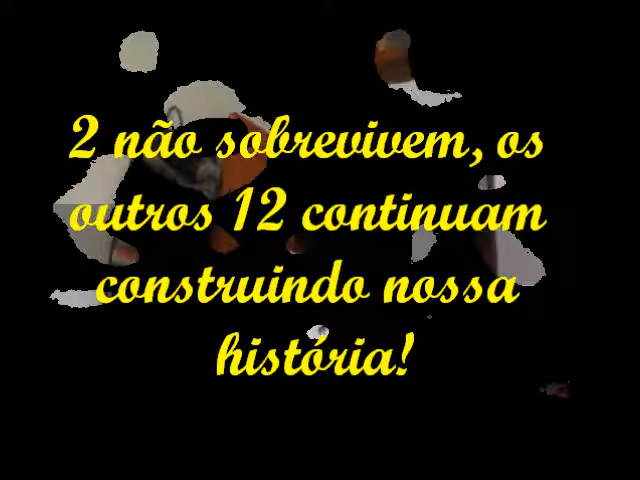 2 não sobrevivem, os
outros 12 continuam
construindo nossa
história!